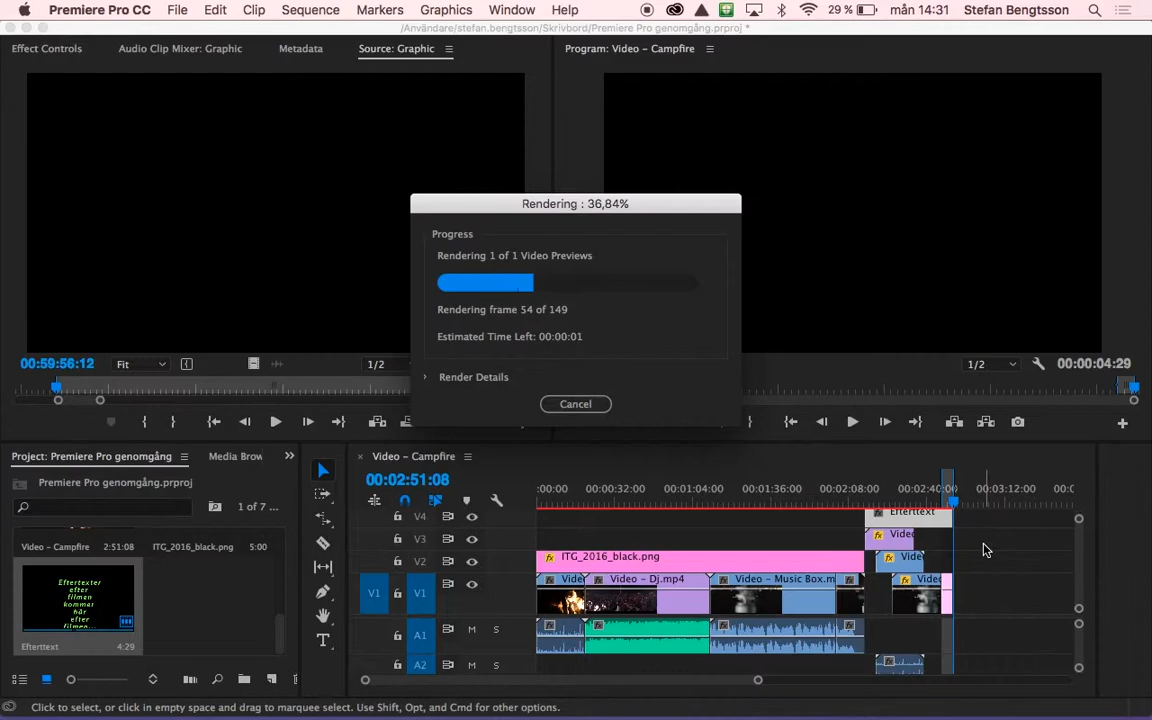 Premiere Pro CC File Edit Clip Sequence Markers Graphics Window Help 29 % mån 14:31 Stefan Bengtsson
/Användare/stefan.bengtsson/Skrivbord/Premiere Pro genomgång.prproj *
Effect Controls Audio Clip Mixer: Graphic Metadata Source: Graphic Program: Video – Campfire
Rendering : 36,84%
Progress
Rendering 1 of 1 Video Previews
Rendering frame 54 of 149
Estimated Time Left: 00:00:01
Render Details
Cancel
00:59:56:12 Fit 1/2 1/2 00:00:04:29
Project: Premiere Pro genomgång Media Brow
Premiere Pro genomgång.prproj
1 of 7 ...
Video - Campfire 2:51:08 ITG_2016_black.png 5:00
Eftertexter
efter
filmen
kommer
här
efter
filmen...
Eftertext 4:29
Video – Campfire
00:02:51:08
:00:00 00:00:32:00 00:01:04:00 00:01:36:00 00:02:08:00 00:02:40:00 00:03:12:00 00:0
V4 Eftertext
V3 Video
V2 ITG_2016_black.png Video
V1 V1 Vide Video – Dj.mp4 Video – Music Box.m Video
A1 M S
A2 M S
Click to select, or click in empty space and drag to marquee select. Use Shift, Opt, and Cmd for other options.